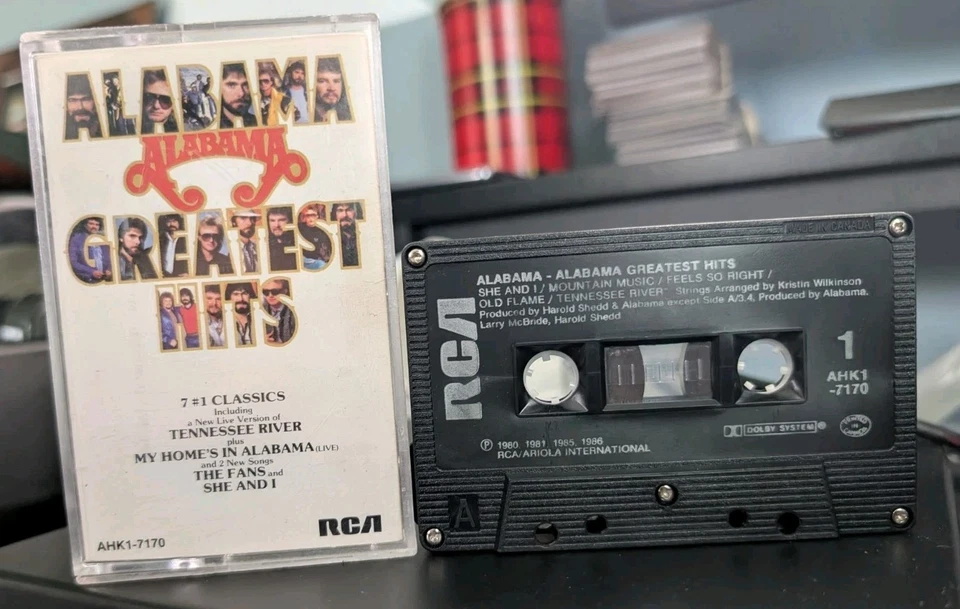 ALABAMA
ALABAMA
GREATEST
HITS
7 #1 CLASSICS
Including
a New Live Version of
TENNESSEE RIVER
plus
MY HOME'S IN ALABAMA (LIVE)
and 2 New Songs
THE FANS and
SHE AND I
RCA
AHK1-7170
MADE IN CANADA
ALABAMA - ALABAMA GREATEST HITS
SHE AND I / MOUNTAIN MUSIC / FEELS SO RIGHT /
OLD FLAME / TENNESSEE RIVER - Strings Arranged by Kristin Wilkinson
Produced by Harold Shedd & Alabama except Side A/3.4. Produced by Alabama.
Larry McBride, Harold Shedd
RCA
1
AHK1
-7170
DOLBY SYSTEM®
℗ 1980, 1981, 1985, 1986
RCA/ARIOLA INTERNATIONAL
A